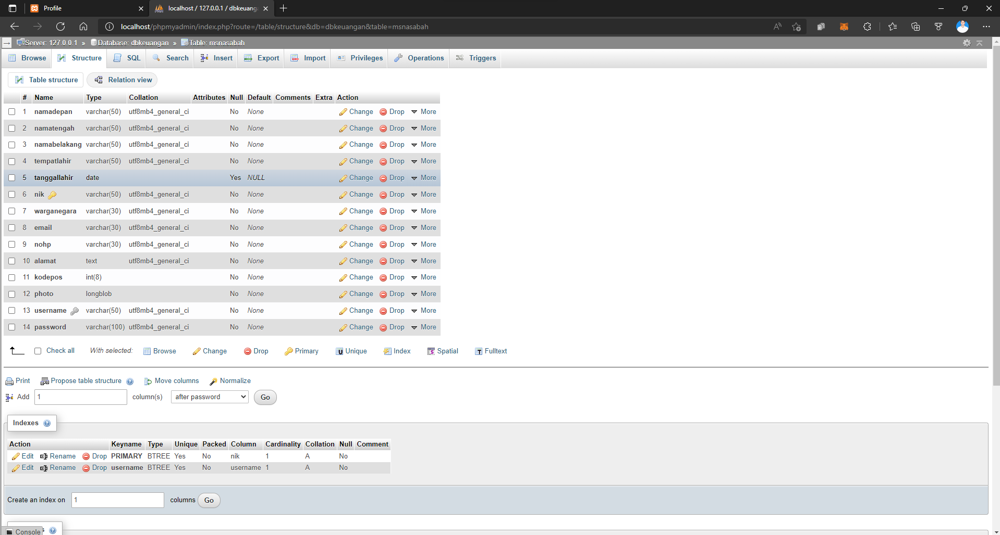 Profile
localhost / 127.0.0.1 / dbkeuang
localhost/phpmyadmin/index.php?route=/table/structure&db=dbkeuangan&table=msnasabah
Server: 127.0.0.1 » Database: dbkeuangan » Table: msnasabah
Browse Structure SQL Search Insert Export Import Privileges Operations Triggers
Table structure Relation view
# Name Type Collation Attributes Null Default Comments Extra Action
1 namadepan varchar(50) utf8mb4_general_ci No None Change Drop More
2 namatengah varchar(50) utf8mb4_general_ci No None Change Drop More
3 namabelakang varchar(50) utf8mb4_general_ci No None Change Drop More
4 tempatlahir varchar(50) utf8mb4_general_ci No None Change Drop More
5 tanggallahir date Yes NULL Change Drop More
6 nik varchar(50) utf8mb4_general_ci No None Change Drop More
7 warganegara varchar(30) utf8mb4_general_ci No None Change Drop More
8 email varchar(30) utf8mb4_general_ci No None Change Drop More
9 nohp varchar(30) utf8mb4_general_ci No None Change Drop More
10 alamat text utf8mb4_general_ci No None Change Drop More
11 kodepos int(8) No None Change Drop More
12 photo longblob No None Change Drop More
13 username varchar(50) utf8mb4_general_ci No None Change Drop More
14 password varchar(100) utf8mb4_general_ci No None Change Drop More
Check all With selected: Browse Change Drop Primary Unique Index Spatial Fulltext
Print Propose table structure Move columns Normalize
Add 1 column(s) after password Go
Indexes
Action Keyname Type Unique Packed Column Cardinality Collation Null Comment
Edit Rename Drop PRIMARY BTREE Yes No nik 1 A No
Edit Rename Drop username BTREE Yes No username 1 A No
Create an index on 1 columns Go
Console